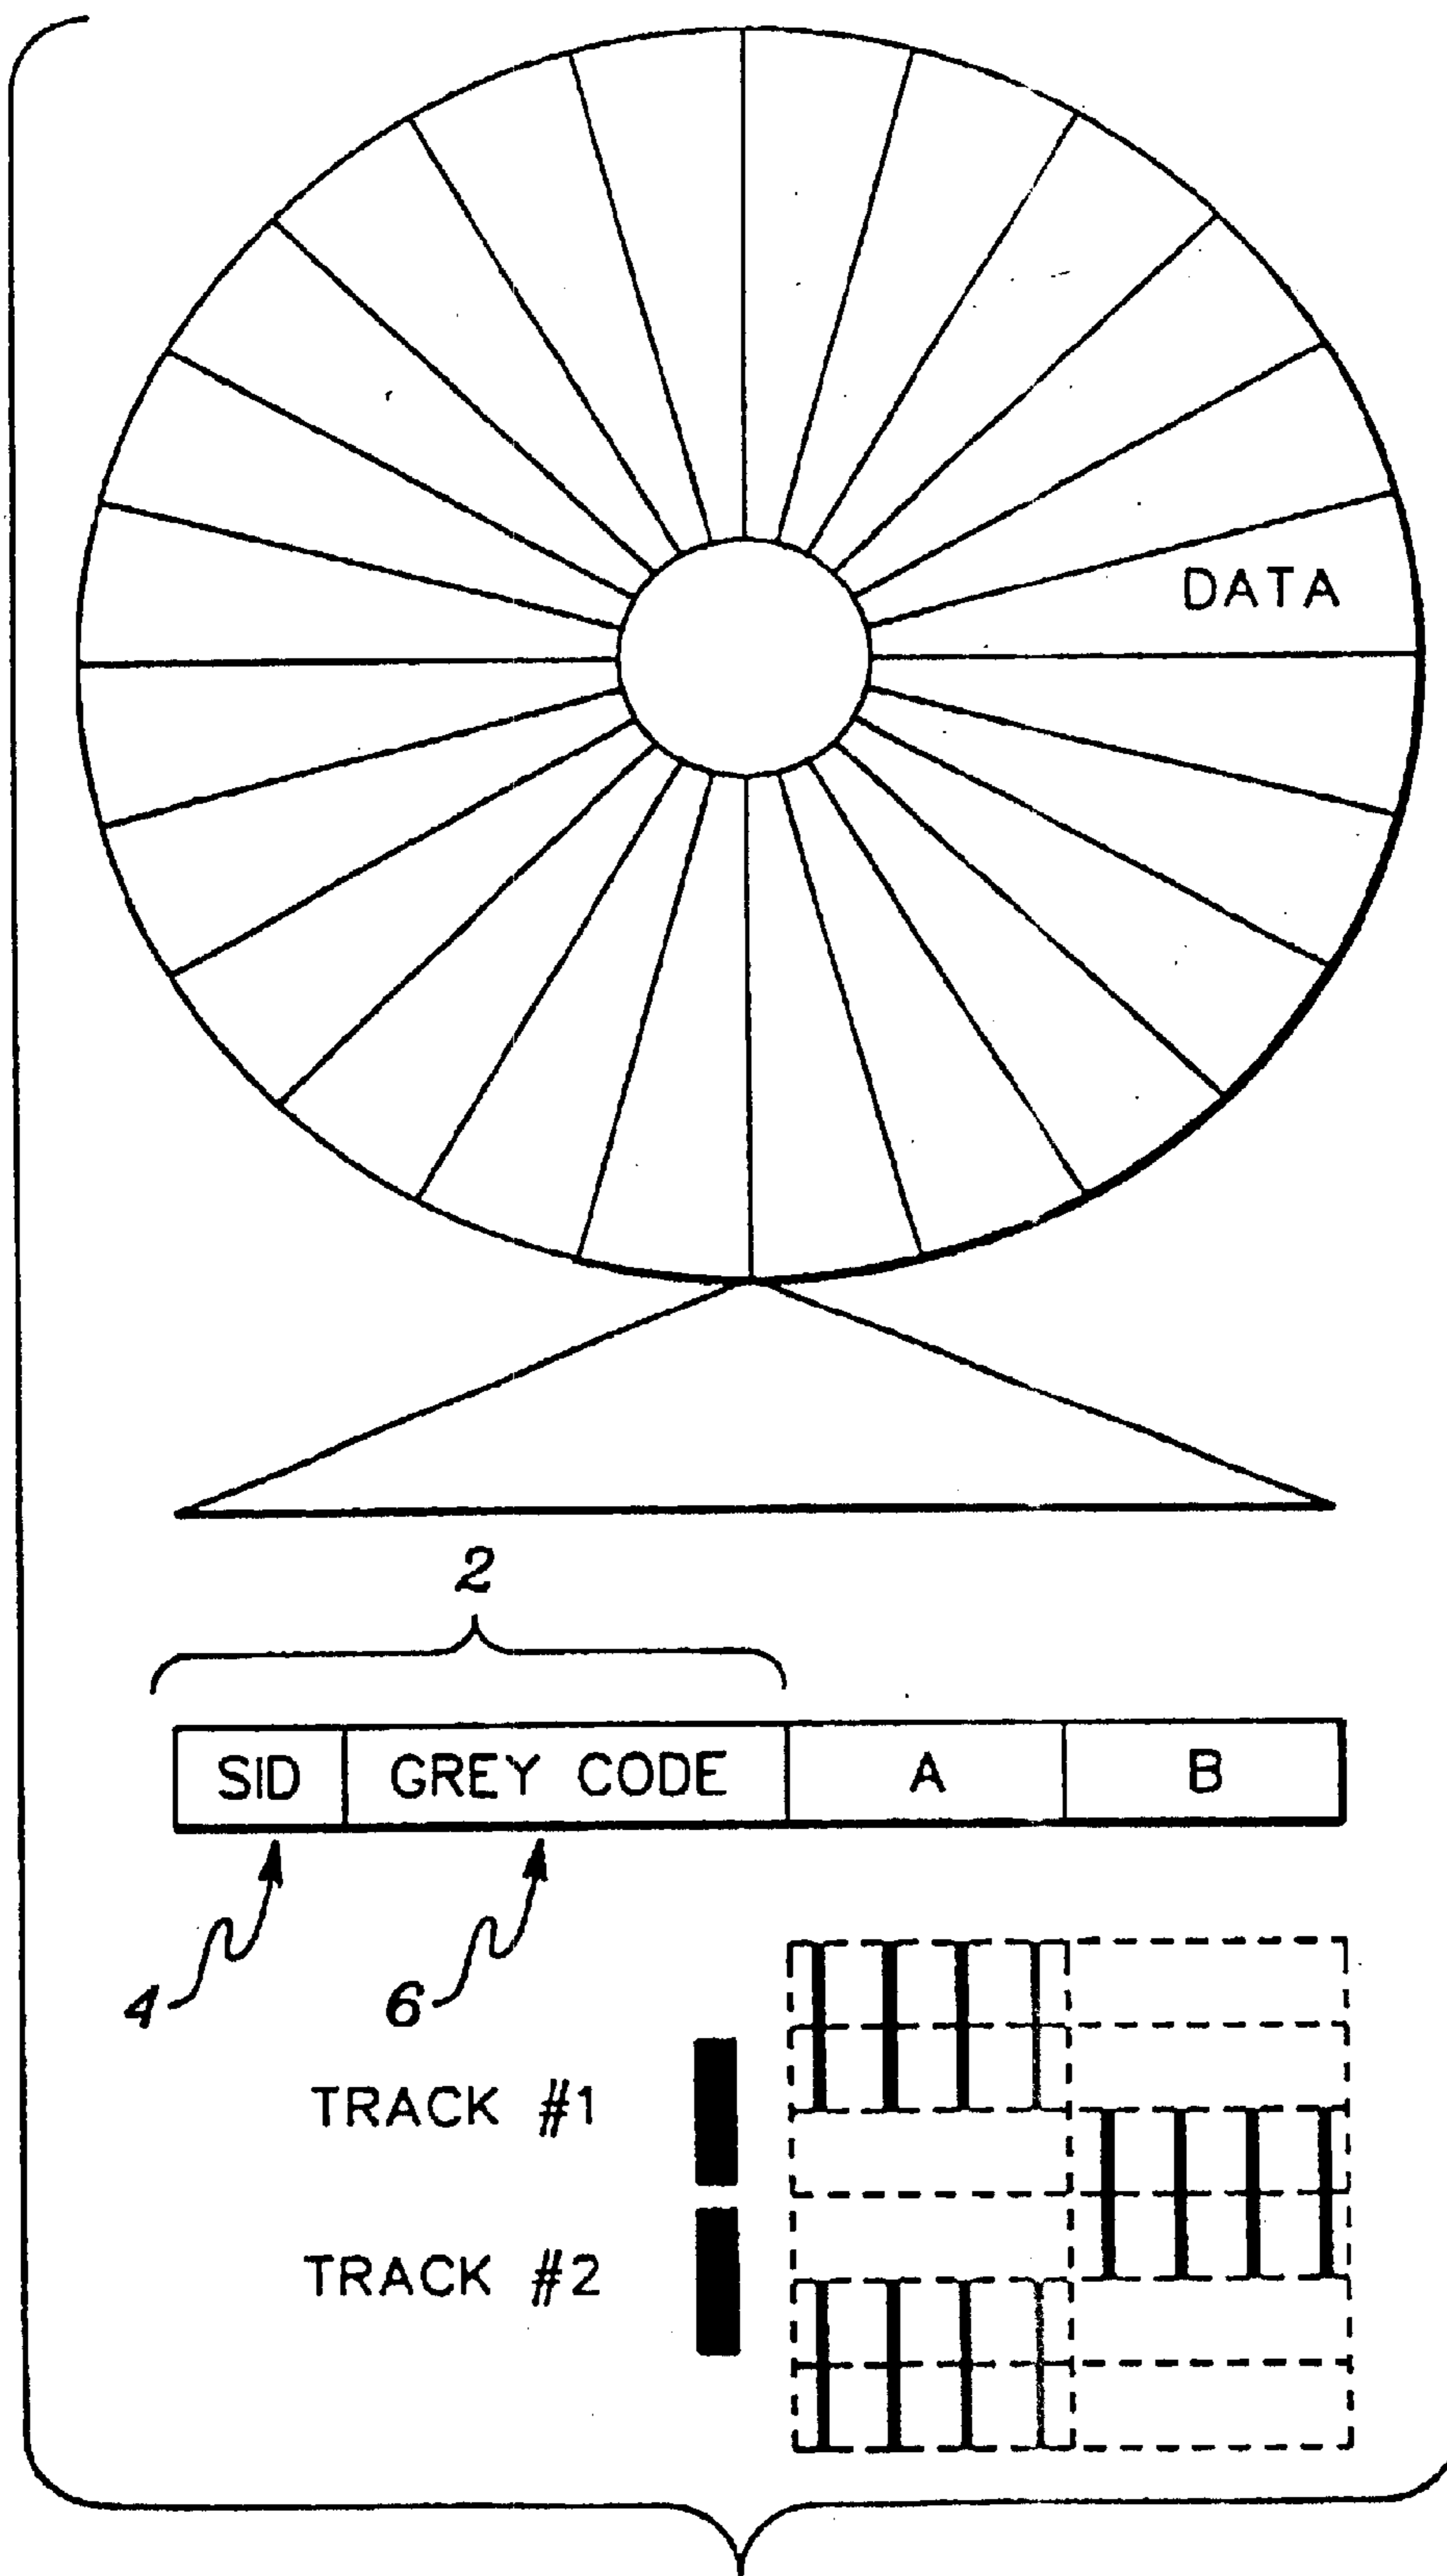 DATA
2
SID GREY CODE A B
4 6
TRACK #1
TRACK #2